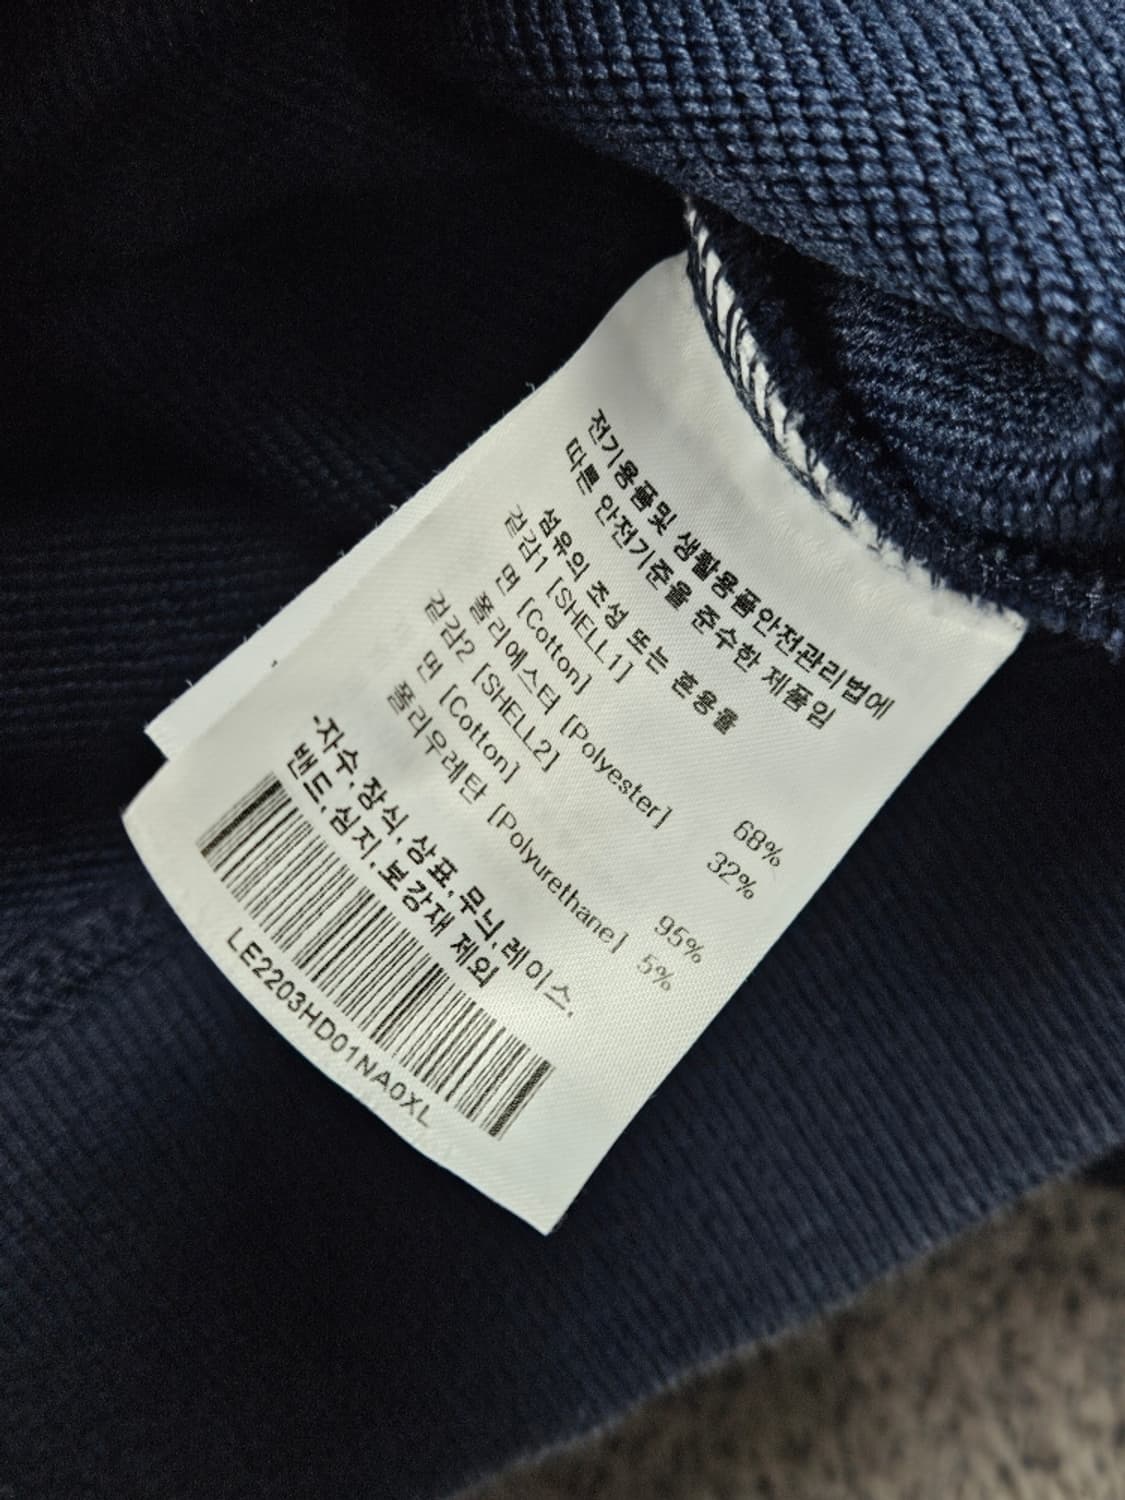 전기용품및 생활용품안전관리법에
따른 안전기준을 준수한 제품임
섬유의 조성 또는 혼용율
겉감1 [SHELL1]
면 [Cotton] 68%
폴리에스터 [Polyester] 32%
겉감2 [SHELL2]
면 [Cotton] 95%
폴리우레탄 [Polyurethane] 5%
-자수,장식,상표,무늬,레이스,
밴드,심지,보강재 제외
LE2203HD01NA0XL